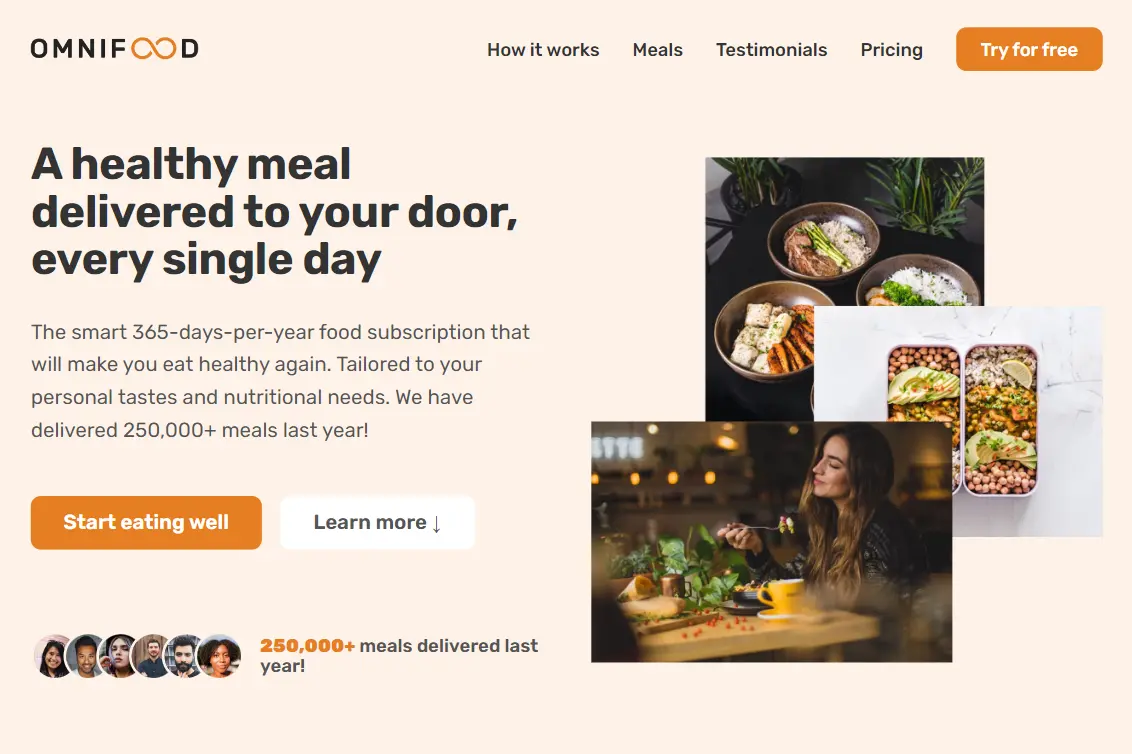 OMNIFOOD
How it works
Meals
Testimonials
Pricing
Try for free
A healthy meal
delivered to your door,
every single day
The smart 365-days-per-year food subscription that
will make you eat healthy again. Tailored to your
personal tastes and nutritional needs. We have
delivered 250,000+ meals last year!
Start eating well
Learn more ↓
250,000+ meals delivered last
year!